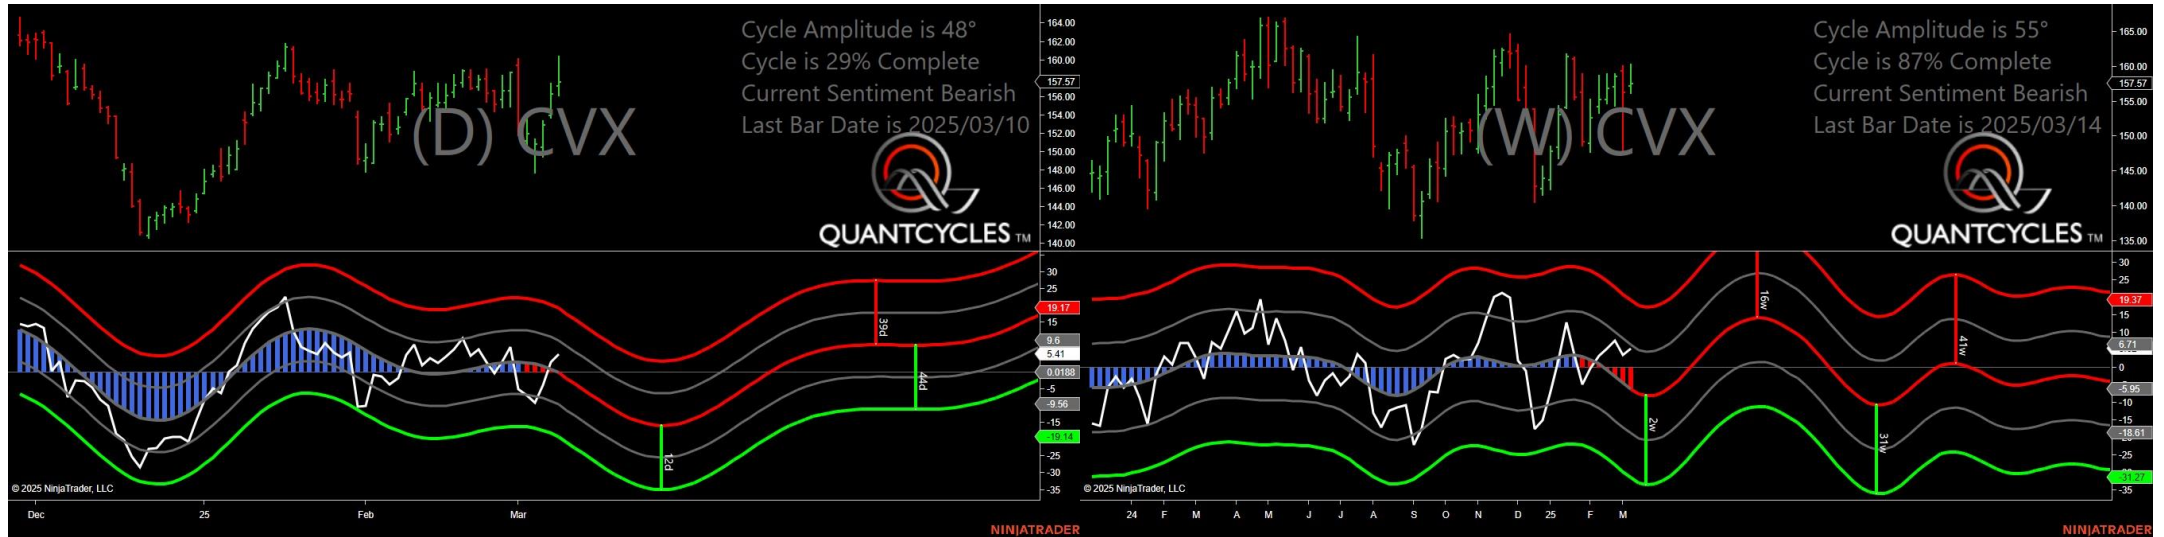 Cycle Amplitude is 48°
Cycle is 29% Complete
Current Sentiment Bearish
Last Bar Date is 2025/03/10
(D) CVX
QUANTCYCLES TM
164.00
162.00
160.00
157.57
156.00
154.00
152.00
150.00
148.00
146.00
144.00
142.00
140.00
30
25
19.17
15
9.6
5.41
0.0188
-5
-9.56
-15
-19.14
-25
-30
-35
39d
44d
12d
© 2025 NinjaTrader, LLC
Dec
25
Feb
Mar
NINJATRADER
Cycle Amplitude is 55°
Cycle is 87% Complete
Current Sentiment Bearish
Last Bar Date is 2025/03/14
(W) CVX
QUANTCYCLES TM
165.00
160.00
157.57
155.00
150.00
145.00
140.00
135.00
30
25
19.37
15
10
6.71
0
-5.95
-10
-15
-18.61
-31.27
-35
16w
41w
2w
31w
© 2025 NinjaTrader, LLC
24
F
M
A
M
J
J
A
S
O
N
D
25
F
M
NINJATRADER